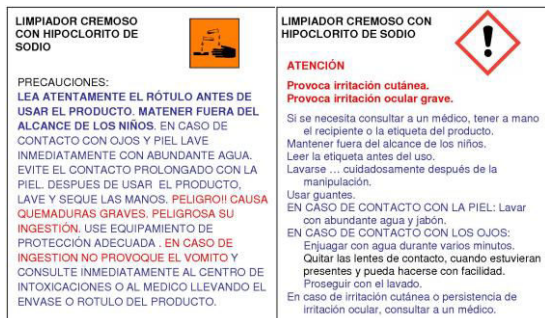 LIMPIADOR CREMOSO
CON HIPOCLORITO DE
SODIO
PRECAUCIONES:
LEA ATENTAMENTE EL RÓTULO ANTES DE
USAR EL PRODUCTO. MATENER FUERA DEL
ALCANCE DE LOS NIÑOS. EN CASO DE
CONTACTO CON OJOS Y PIEL LAVE
INMEDIATAMENTE CON ABUNDANTE AGUA.
EVITE EL CONTACTO PROLONGADO CON LA
PIEL. DESPUES DE USAR EL PRODUCTO,
LAVE Y SEQUE LAS MANOS. PELIGRO!! CAUSA
QUEMADURAS GRAVES. PELIGROSA SU
INGESTIÓN. USE EQUIPAMIENTO DE
PROTECCIÓN ADECUADA . EN CASO DE
INGESTION NO PROVOQUE EL VOMITO Y
CONSULTE INMEDIATAMENTE AL CENTRO DE
INTOXICACIONES O AL MEDICO LLEVANDO EL
ENVASE O ROTULO DEL PRODUCTO.
LIMPIADOR CREMOSO CON
HIPOCLORITO DE SODIO
ATENCIÓN
Provoca irritación cutánea.
Provoca irritación ocular grave.
Si se necesita consultar a un médico, tener a mano
el recipiente o la etiqueta del producto.
Mantener fuera del alcance de los niños.
Leer la etiqueta antes del uso.
Lavarse ... cuidadosamente después de la
manipulación.
Usar guantes.
EN CASO DE CONTACTO CON LA PIEL: Lavar
con abundante agua y jabón.
EN CASO DE CONTACTO CON LOS OJOS:
Enjuagar con agua durante varios minutos.
Quitar las lentes de contacto, cuando estuvieran
presentes y pueda hacerse con facilidad.
Proseguir con el lavado.
En caso de irritación cutánea o persistencia de
irritación ocular, consultar a un médico.